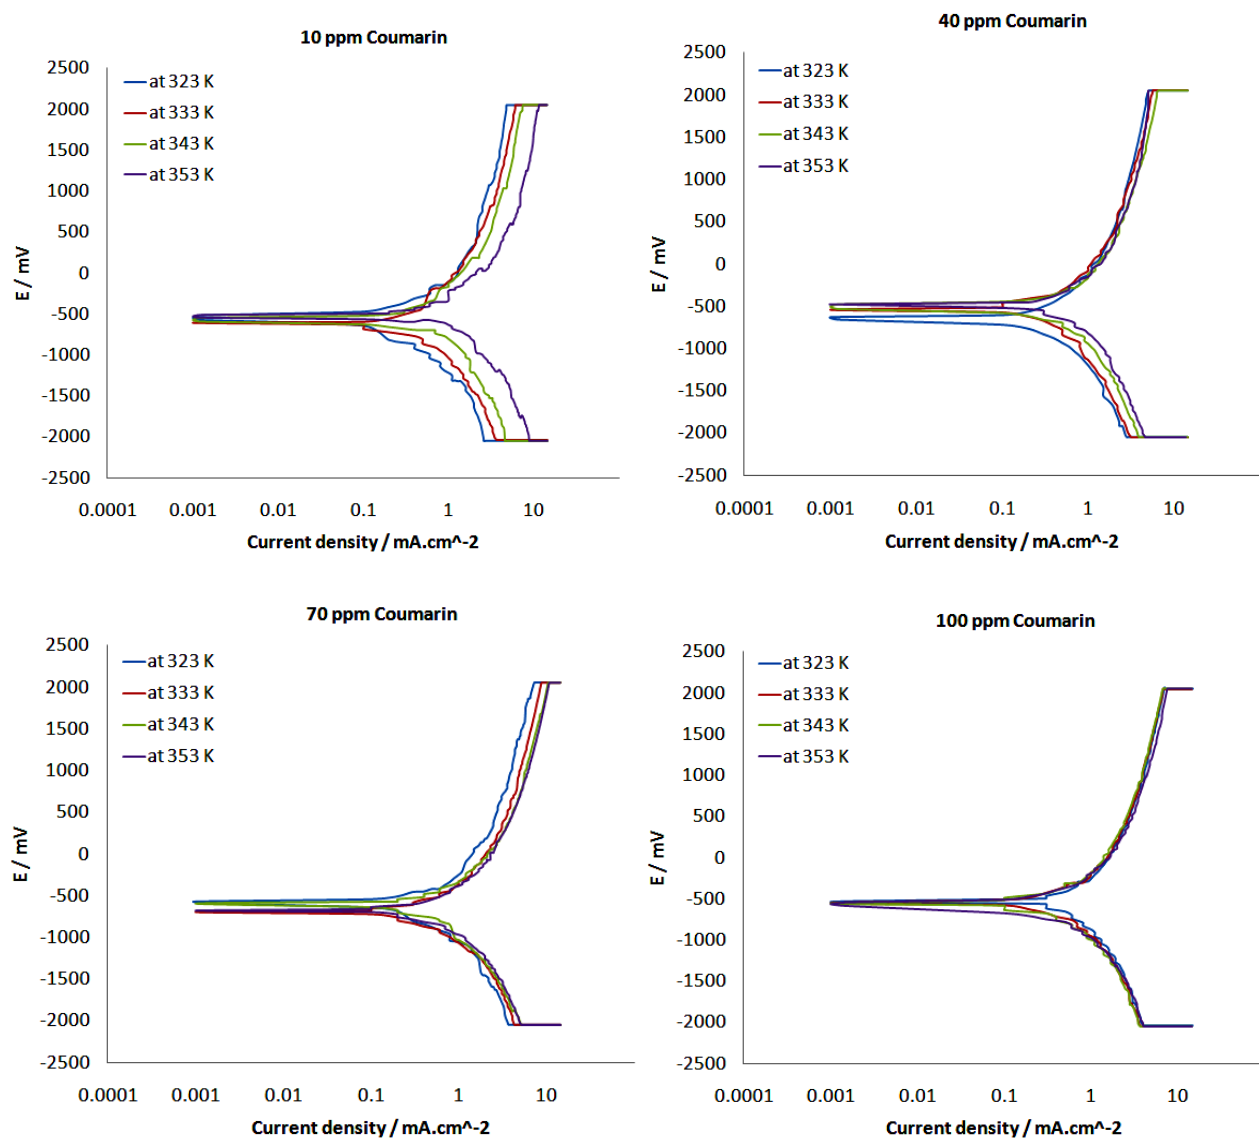 10 ppm Coumarin
2500
2000
1500
1000
500
0
-500
-1000
-1500
-2000
-2500
E / mV
at 323 K
at 333 K
at 343 K
at 353 K
0.0001 0.001 0.01 0.1 1 10
Current density / mA.cm^-2
40 ppm Coumarin
2500
2000
1500
1000
500
0
-500
-1000
-1500
-2000
-2500
E / mV
at 323 K
at 333 K
at 343 K
at 353 K
0.0001 0.001 0.01 0.1 1 10
Current density / mA.cm^-2
70 ppm Coumarin
2500
2000
1500
1000
500
0
-500
-1000
-1500
-2000
-2500
E / mV
at 323 K
at 333 K
at 343 K
at 353 K
0.0001 0.001 0.01 0.1 1 10
Current density / mA.cm^-2
100 ppm Coumarin
2500
2000
1500
1000
500
0
-500
-1000
-1500
-2000
-2500
E / mV
at 323 K
at 333 K
at 343 K
at 353 K
0.0001 0.001 0.01 0.1 1 10
Current density / mA.cm^-2